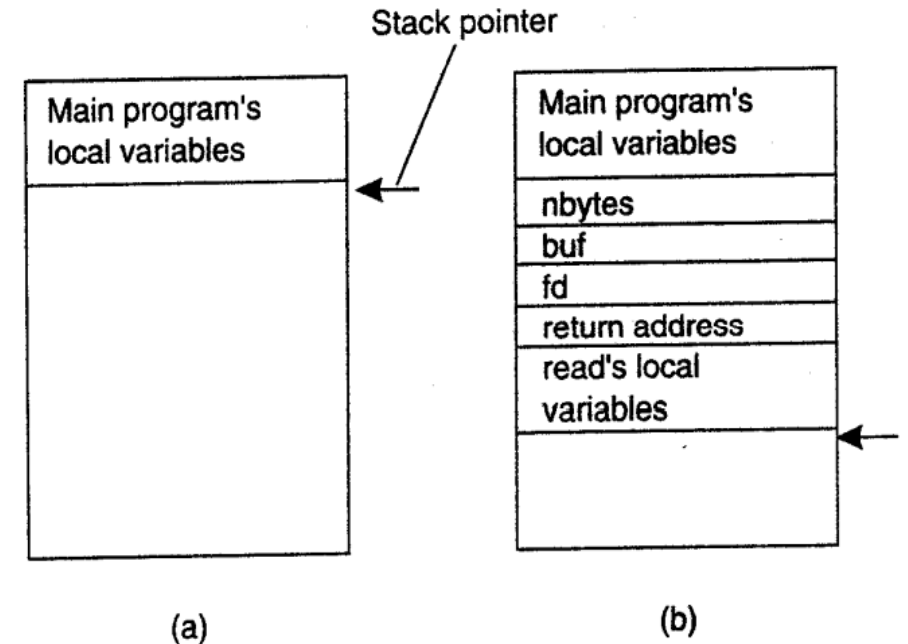 Stack pointer
Main program's
local variables
(a)
Main program's
local variables
nbytes
buf
fd
return address
read's local
variables
(b)